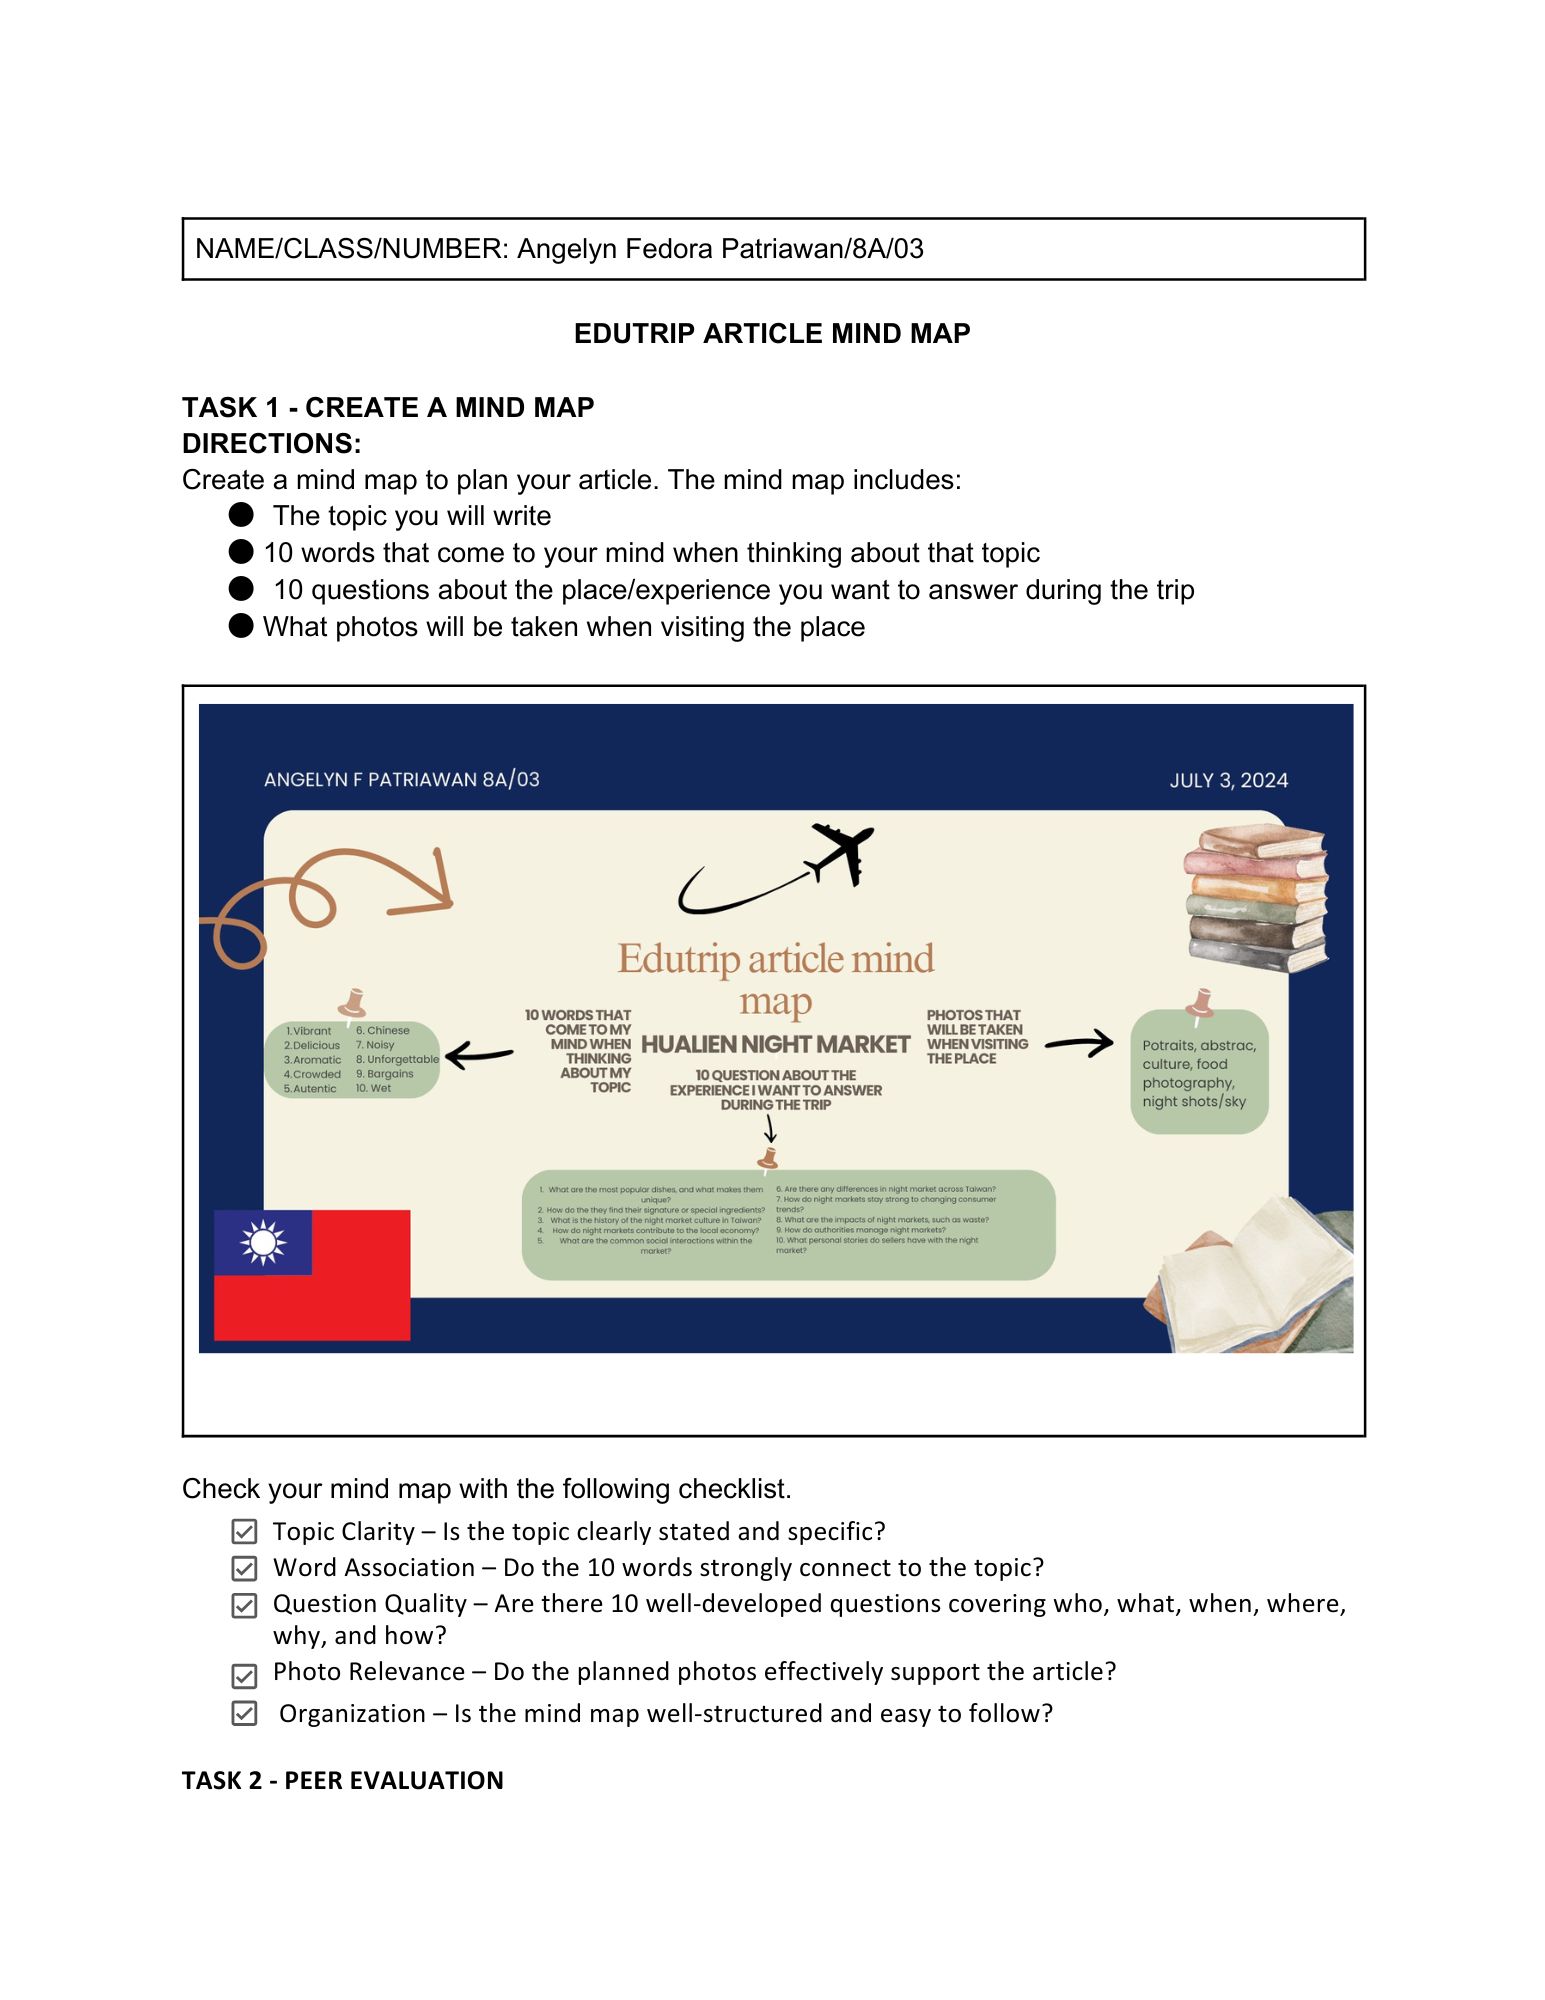 NAME/CLASS/NUMBER: Angelyn Fedora Patriawan/8A/03
EDUTRIP ARTICLE MIND MAP
TASK 1 - CREATE A MIND MAP
DIRECTIONS:
Create a mind map to plan your article. The mind map includes:
● The topic you will write
● 10 words that come to your mind when thinking about that topic
● 10 questions about the place/experience you want to answer during the trip
● What photos will be taken when visiting the place
ANGELYN F PATRIAWAN 8A/03
JULY 3, 2024
Edutrip article mind
map
HUALIEN NIGHT MARKET
10 WORDS THAT
COME TO MY
MIND WHEN
THINKING
ABOUT MY
TOPIC
1.Vibrant
2.Delicious
3.Aromatic
4.Crowded
5.Autentic
6. Chinese
7. Noisy
8. Unforgettable
9. Bargains
10. Wet
PHOTOS THAT
WILL BE TAKEN
WHEN VISITING
THE PLACE
Potraits, abstrac,
culture, food
photography,
night shots/sky
10 QUESTION ABOUT THE
EXPERIENCE I WANT TO ANSWER
DURING THE TRIP
1. What are the most popular dishes, and what makes them
unique?
2. How do the they find their signature or special ingredients?
3. What is the history of the night market culture in Taiwan?
4. How do night markets contribute to the local economy?
5. What are the common social interactions within the
market?
6. Are there any differences in night market across Taiwan?
7. How do night markets stay strong to changing consumer
trends?
8. What are the impacts of night markets, such as waste?
9. How do authorities manage night markets?
10. What personal stories do sellers have with the night
market?
Check your mind map with the following checklist.
Topic Clarity – Is the topic clearly stated and specific?
Word Association – Do the 10 words strongly connect to the topic?
Question Quality – Are there 10 well-developed questions covering who, what, when, where,
why, and how?
Photo Relevance – Do the planned photos effectively support the article?
Organization – Is the mind map well-structured and easy to follow?
TASK 2 - PEER EVALUATION